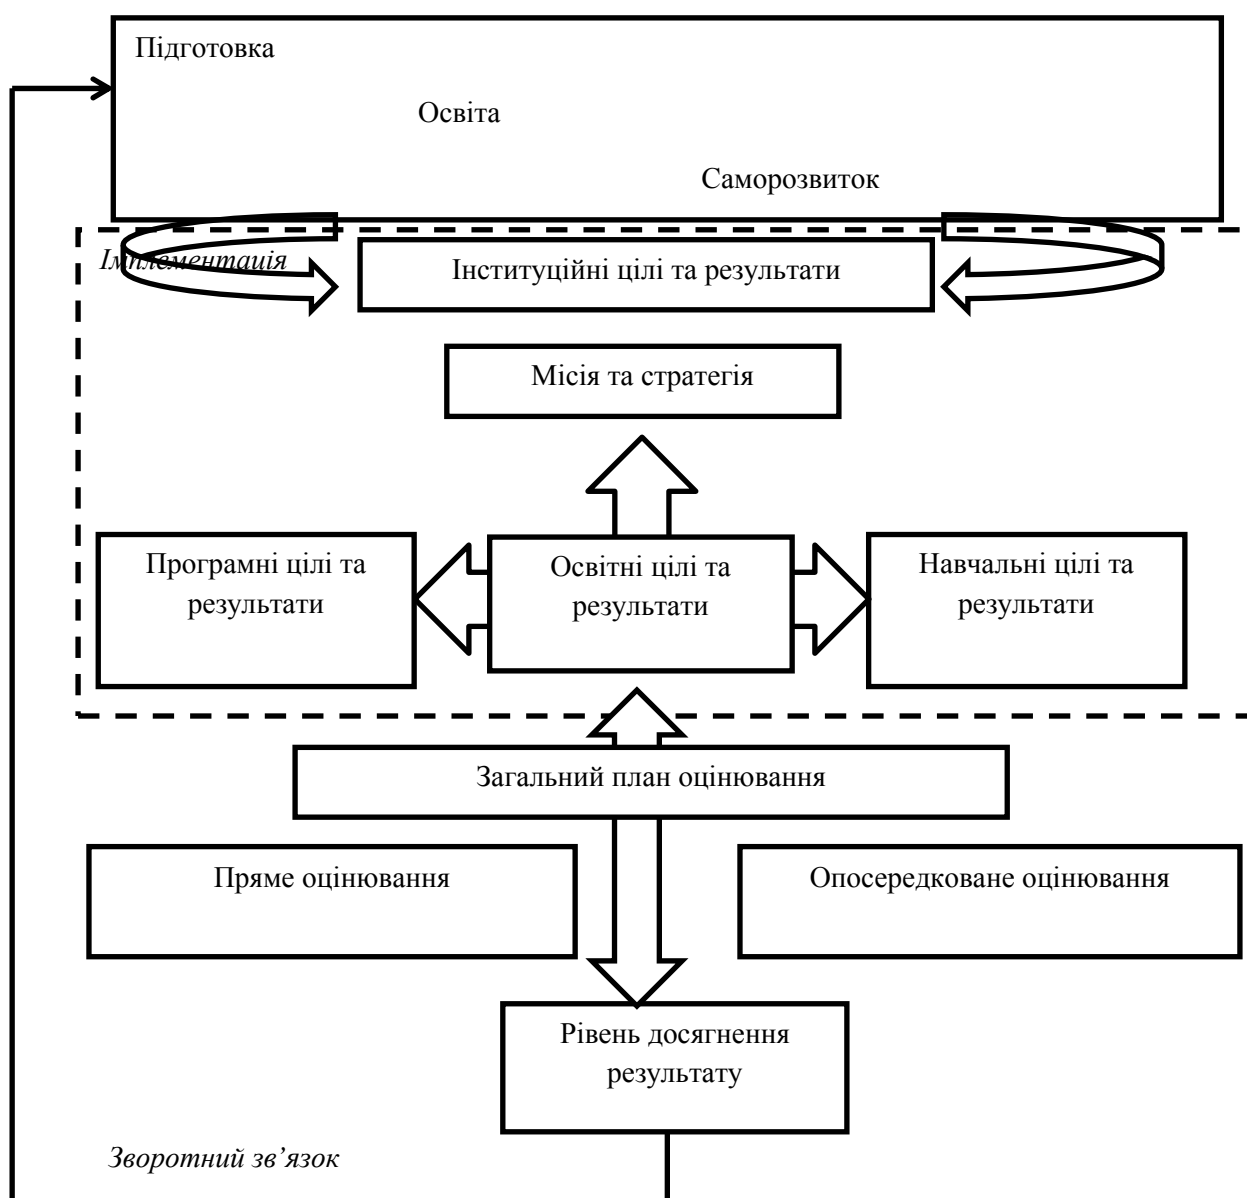 Підготовка
Освіта
Саморозвиток
Імплементація
Інституційні цілі та результати
Місія та стратегія
Програмні цілі та
результати
Освітні цілі та
результати
Навчальні цілі та
результати
Загальний план оцінювання
Пряме оцінювання
Опосередковане оцінювання
Рівень досягнення
результату
Зворотний зв’язок